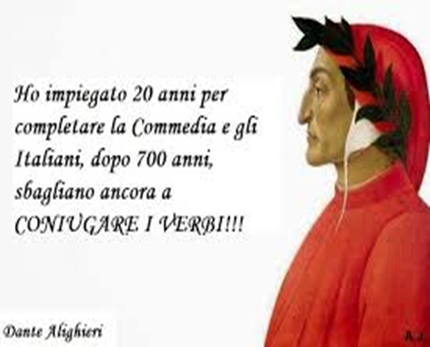 Ho impiegato 20 anni per
completare la Commedia e gli
Italiani, dopo 700 anni,
sbagliano ancora a
CONIUGARE I VERBI!!!
Dante Alighieri